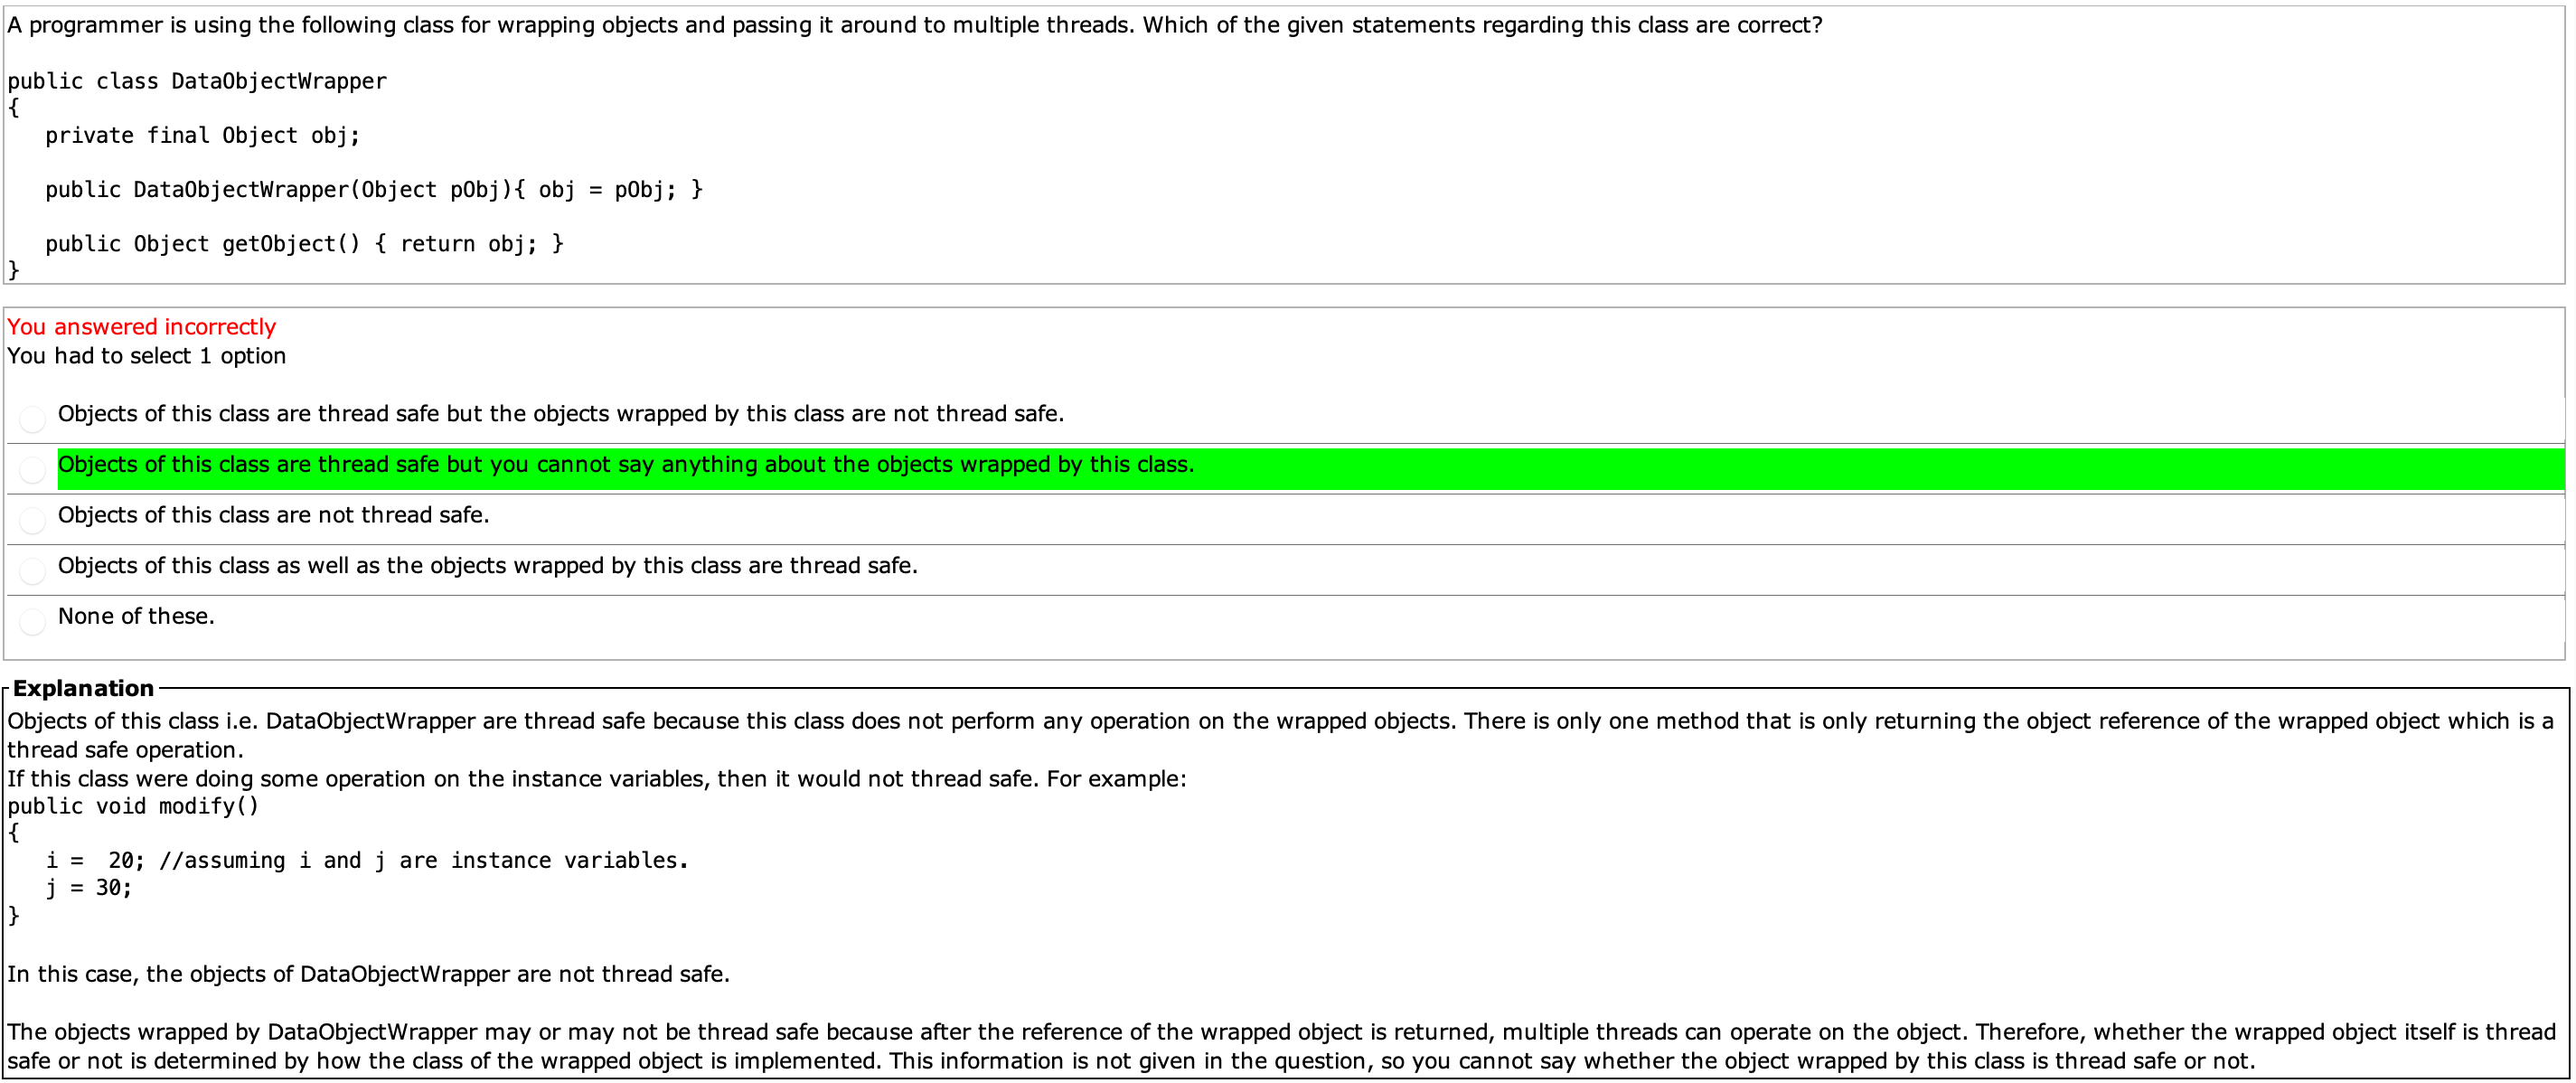 A programmer is using the following class for wrapping objects and passing it around to multiple threads. Which of the given statements regarding this class are correct?
public class DataObjectWrapper
{
   private final Object obj;
   public DataObjectWrapper(Object pObj){ obj = pObj; }
   public Object getObject() { return obj; }
}
You answered incorrectly
You had to select 1 option
Objects of this class are thread safe but the objects wrapped by this class are not thread safe.
Objects of this class are thread safe but you cannot say anything about the objects wrapped by this class.
Objects of this class are not thread safe.
Objects of this class as well as the objects wrapped by this class are thread safe.
None of these.
Explanation
Objects of this class i.e. DataObjectWrapper are thread safe because this class does not perform any operation on the wrapped objects. There is only one method that is only returning the object reference of the wrapped object which is a
thread safe operation.
If this class were doing some operation on the instance variables, then it would not thread safe. For example:
public void modify()
{
   i =  20; //assuming i and j are instance variables.
   j = 30;
}
In this case, the objects of DataObjectWrapper are not thread safe.
The objects wrapped by DataObjectWrapper may or may not be thread safe because after the reference of the wrapped object is returned, multiple threads can operate on the object. Therefore, whether the wrapped object itself is thread
safe or not is determined by how the class of the wrapped object is implemented. This information is not given in the question, so you cannot say whether the object wrapped by this class is thread safe or not.